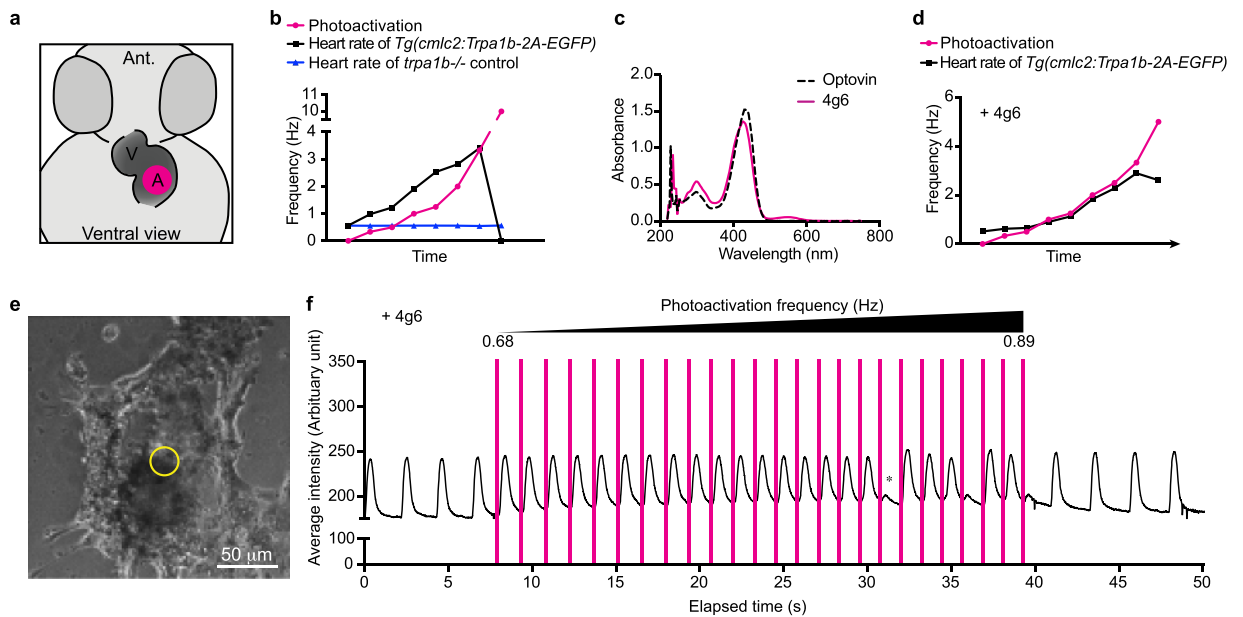 a
Ant.
V
A
Ventral view
b
Photoactivation
Heart rate of Tg(cmlc2:Trpa1b-2A-EGFP)
Heart rate of trpa1b-/- control
Frequency (Hz)
11
10
4
3
2
1
0
Time
c
Optovin
4g6
Absorbance
2.0
1.5
1.0
0.5
0.0
200 400 600 800
Wavelength (nm)
d
Photoactivation
Heart rate of Tg(cmlc2:Trpa1b-2A-EGFP)
+ 4g6
Frequency (Hz)
6
4
2
0
Time
e
50 μm
f
+ 4g6
Photoactivation frequency (Hz)
0.68 0.89
Average intensity (Arbituary unit)
350
300
250
200
100
0
*
0 5 10 15 20 25 30 35 40 45 50
Elapsed time (s)